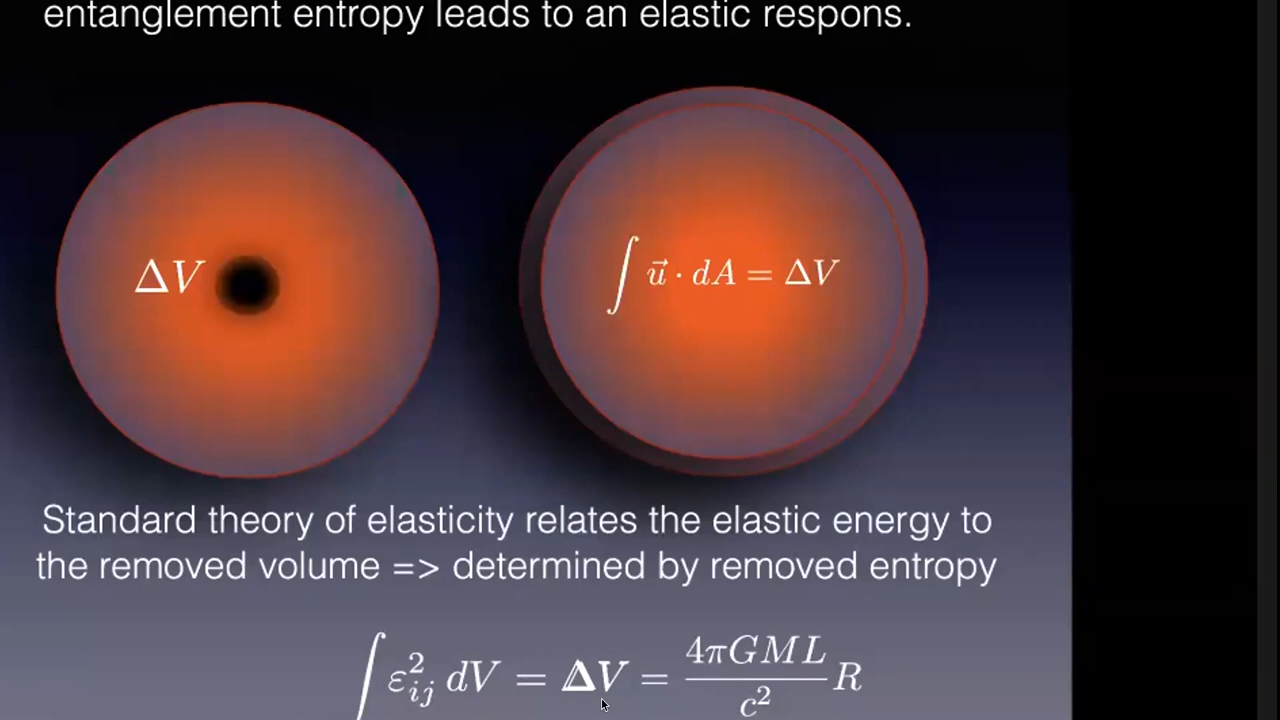 entanglement entropy leads to an elastic respons.
ΔV
∫ u⃗ · dA = ΔV
Standard theory of elasticity relates the elastic energy to
the removed volume => determined by removed entropy
∫ ε²ᵢⱼ dV = ΔV = 4πGML/c² R